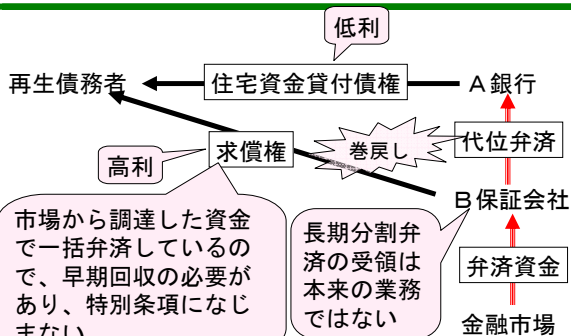 低利
再生債務者
住宅資金貸付債権
A銀行
求償権
巻戻し
代位弁済
高利
B保証会社
市場から調達した資金
で一括弁済しているの
で、早期回収の必要が
あり、特別条項になじ
まない
長期分割弁
済の受領は
本来の業務
ではない
弁済資金
金融市場